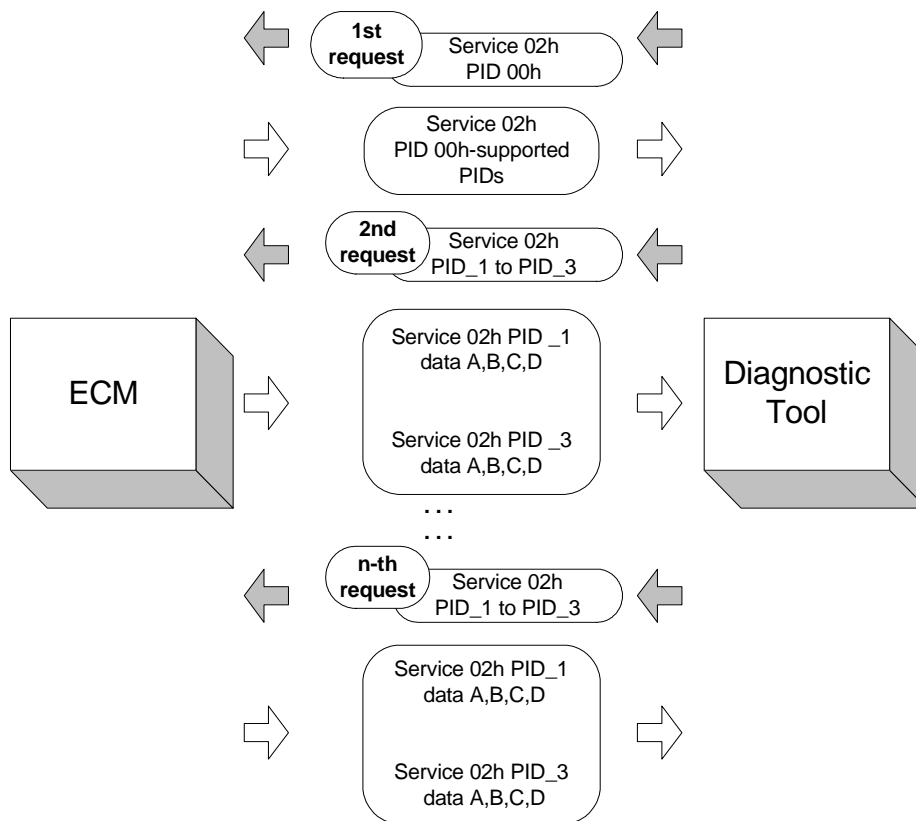 1st
request
Service 02h
PID 00h
Service 02h
PID 00h-supported
PIDs
2nd
request
Service 02h
PID_1 to PID_3
ECM
Service 02h PID _1
data A,B,C,D
Service 02h PID _3
data A,B,C,D
Diagnostic
Tool
...
...
n-th
request
Service 02h
PID_1 to PID_3
Service 02h PID_1
data A,B,C,D
Service 02h PID_3
data A,B,C,D